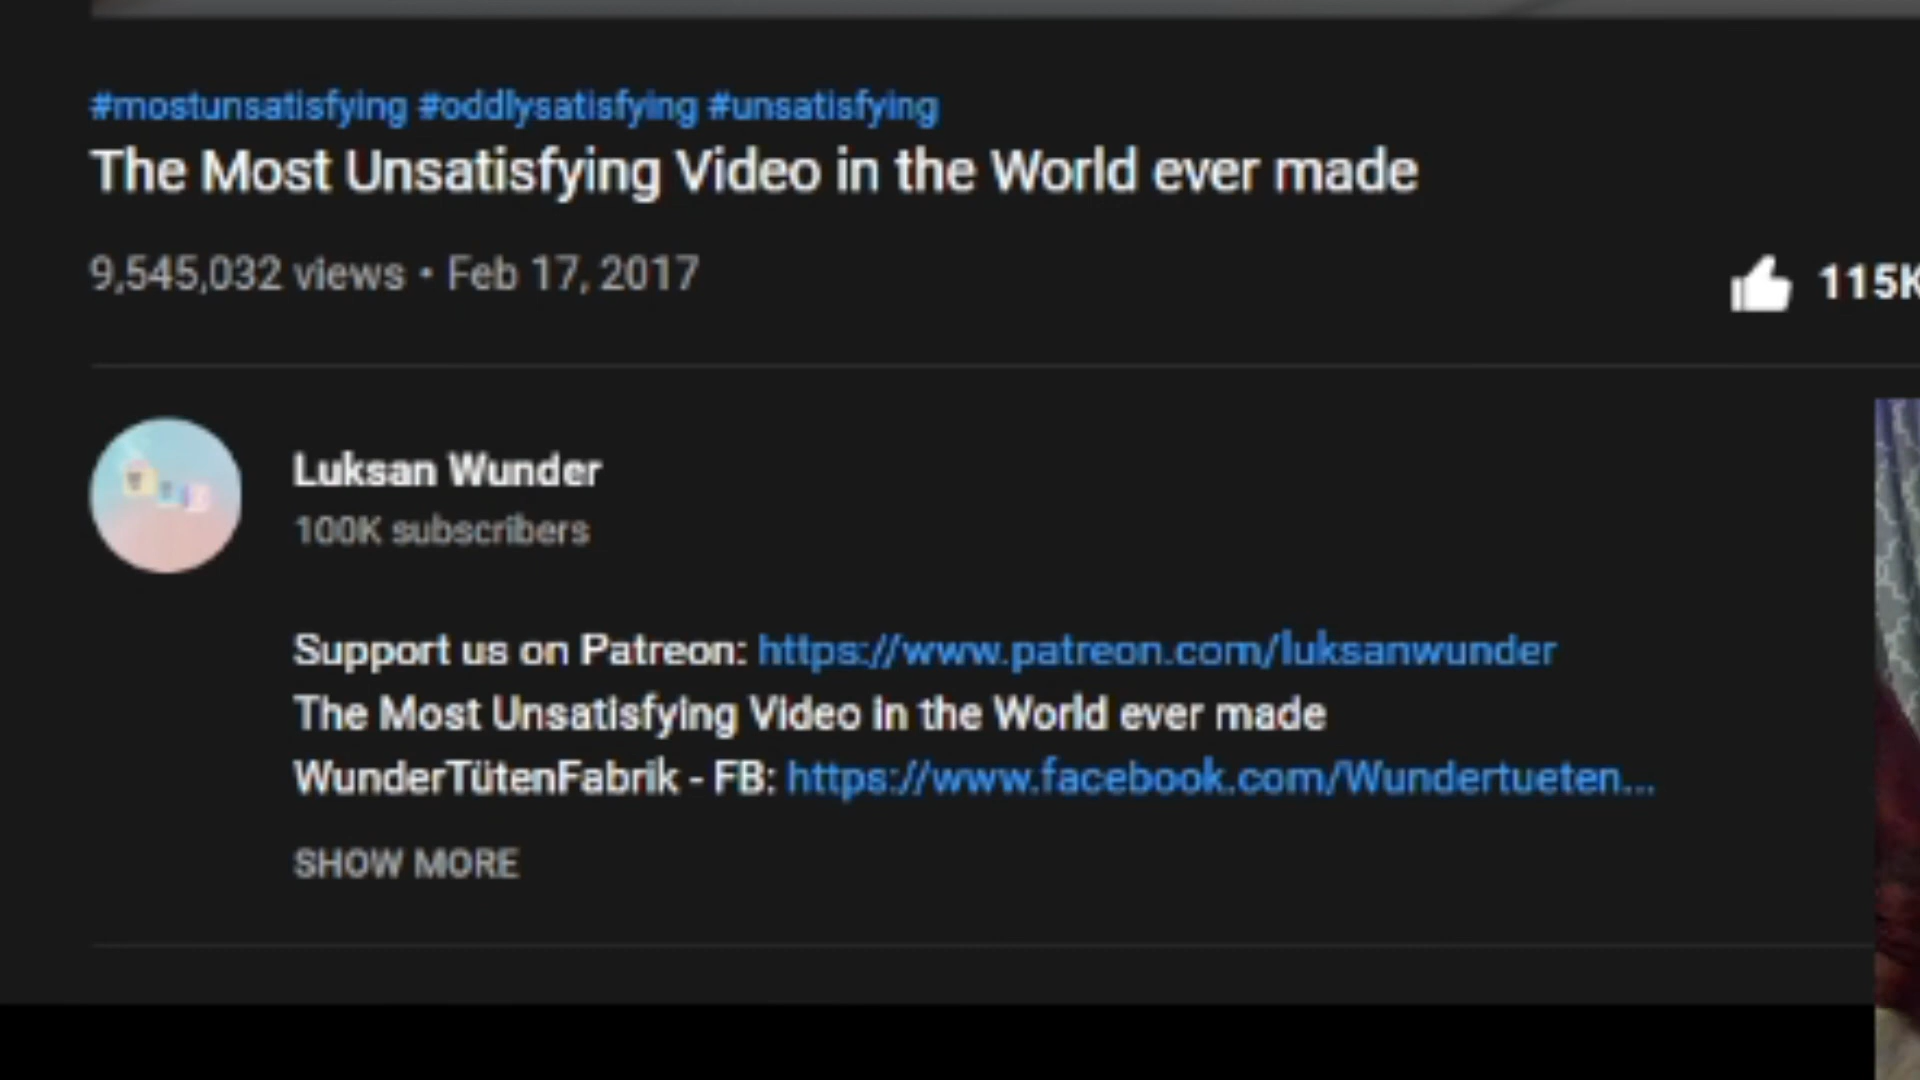 #mostunsatisfying #oddlysatisfying #unsatisfying
The Most Unsatisfying Video in the World ever made
9,545,032 views • Feb 17, 2017
115K
Luksan Wunder
100K subscribers
Support us on Patreon: https://www.patreon.com/luksanwunder
The Most Unsatisfying Video in the World ever made
WunderTütenFabrik - FB: https://www.facebook.com/Wundertueten...
SHOW MORE